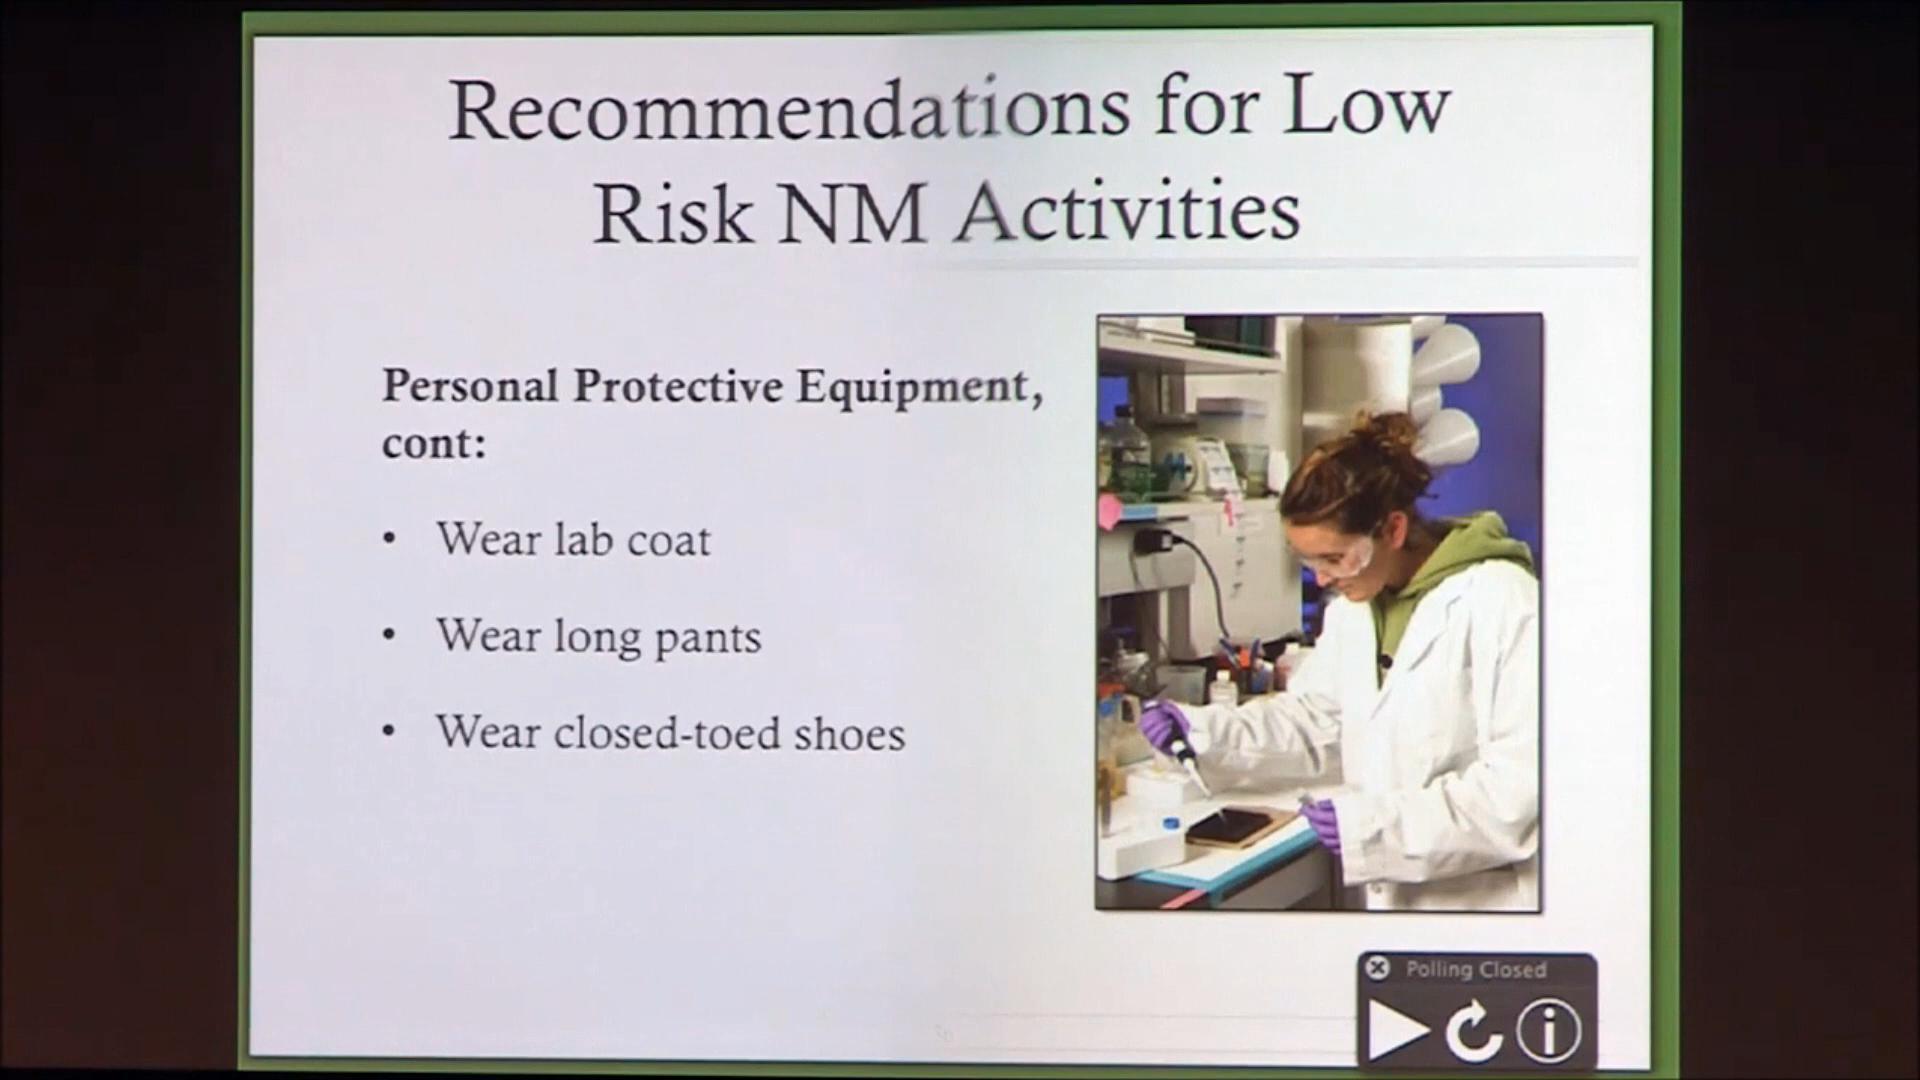 Recommendations for Low
Risk NM Activities
Personal Protective Equipment,
cont:
• Wear lab coat
• Wear long pants
• Wear closed-toed shoes
Polling Closed